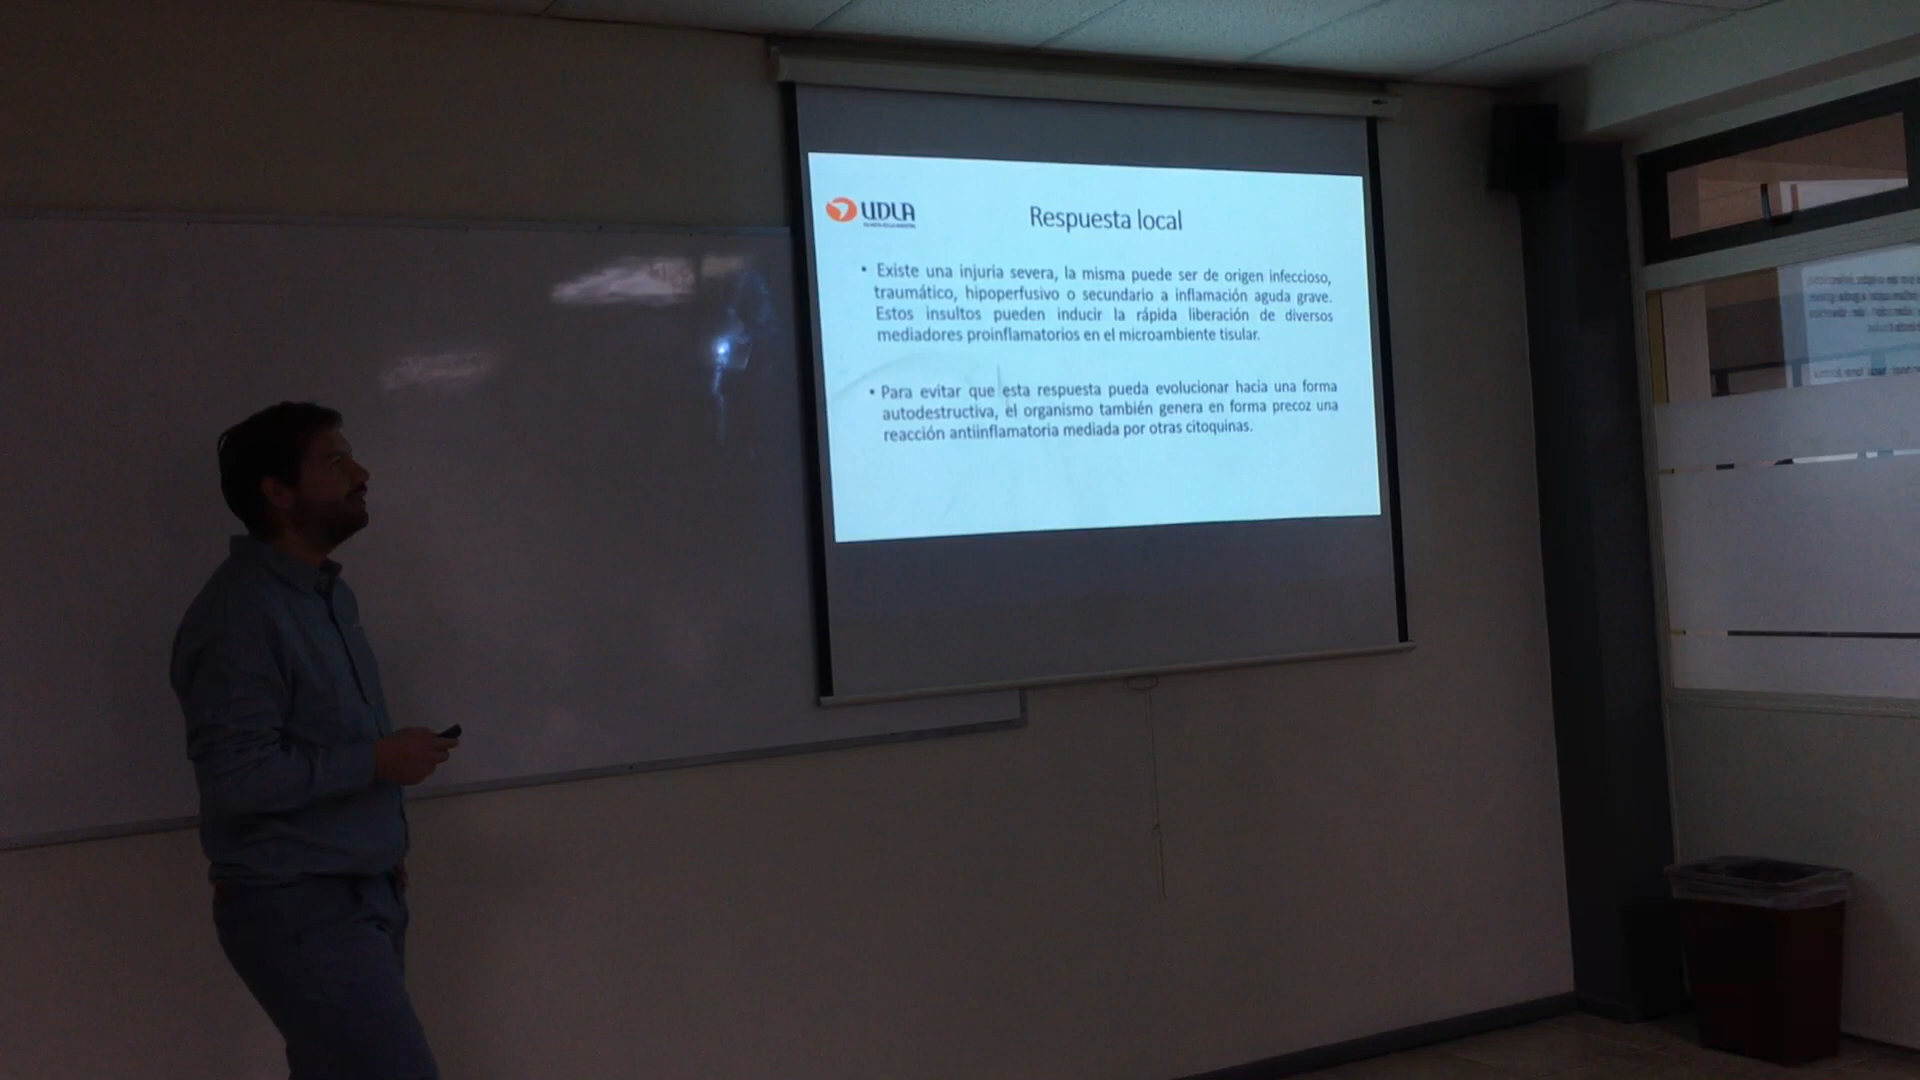 UDLA
Respuesta local
• Existe una injuria severa, la misma puede ser de origen infeccioso,
traumático, hipoperfusivo o secundario a inflamación aguda grave.
Estos insultos pueden inducir la rápida liberación de diversos
mediadores proinflamatorios en el microambiente tisular.
• Para evitar que esta respuesta pueda evolucionar hacia una forma
autodestructiva, el organismo también genera en forma precoz una
reacción antiinflamatoria mediada por otras citoquinas.